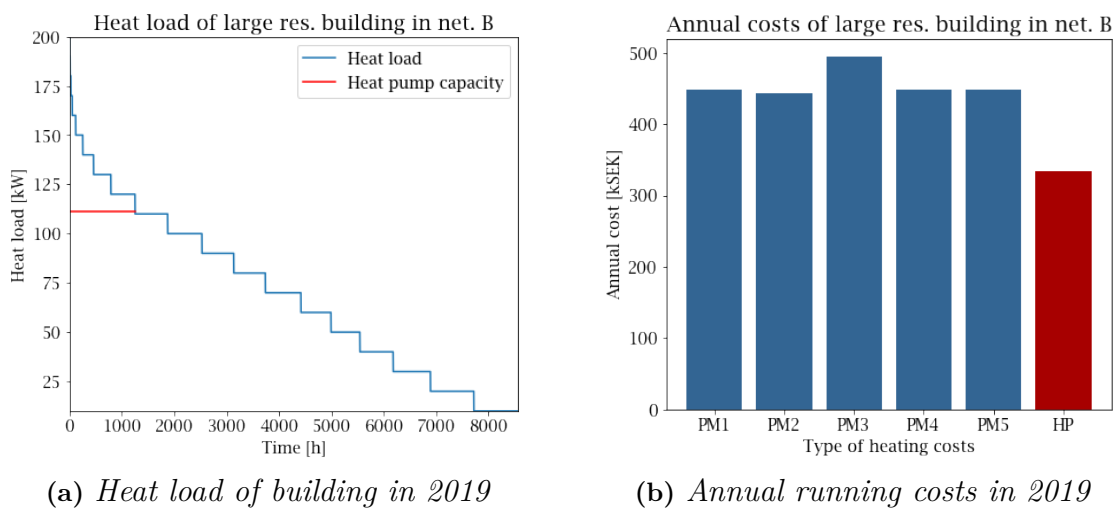 Heat load of large res. building in net. B
200
175
150
125
100
75
50
25
Heat load [kW]
Heat load
Heat pump capacity
0 1000 2000 3000 4000 5000 6000 7000 8000
Time [h]
(a) Heat load of building in 2019
Annual costs of large res. building in net. B
500
400
300
200
100
0
Annual cost [kSEK]
PM1 PM2 PM3 PM4 PM5 HP
Type of heating costs
(b) Annual running costs in 2019